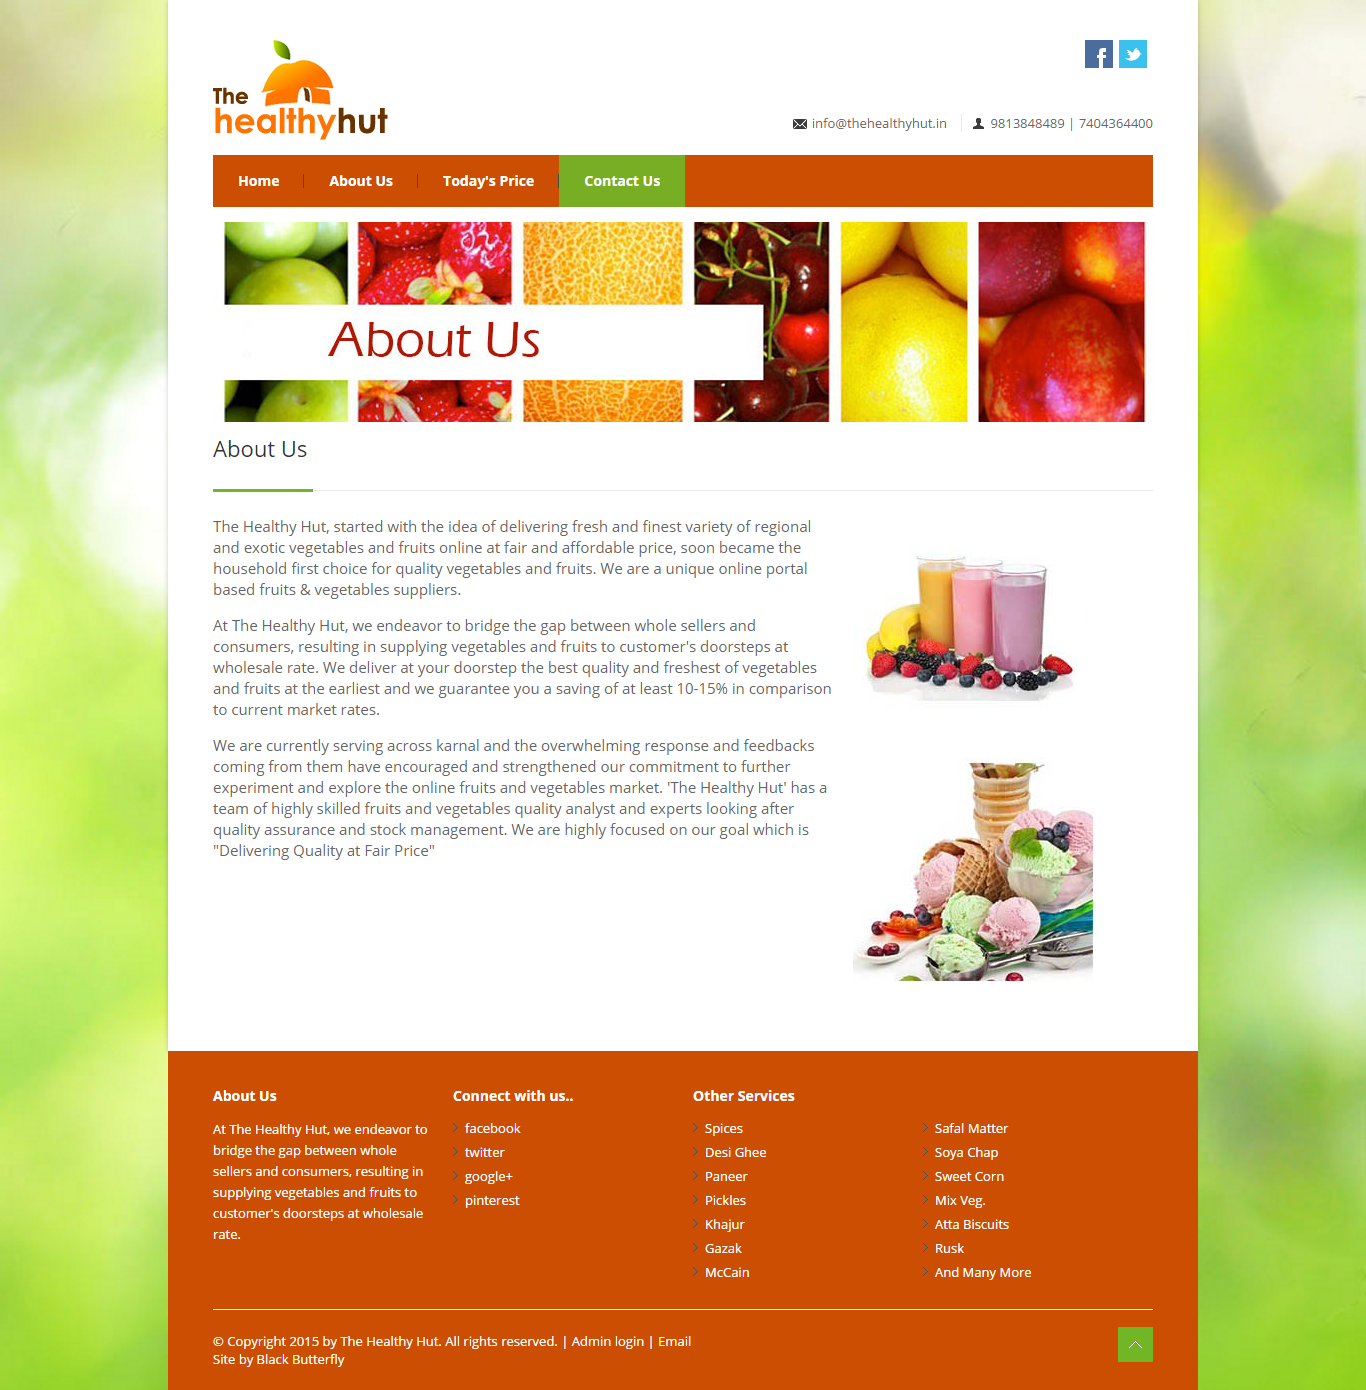 The
healthyhut
info@thehealthyhut.in
9813848489 | 7404364400
Home
About Us
Today's Price
Contact Us
About Us
About Us
The Healthy Hut, started with the idea of delivering fresh and finest variety of regional
and exotic vegetables and fruits online at fair and affordable price, soon became the
household first choice for quality vegetables and fruits. We are a unique online portal
based fruits & vegetables suppliers.
At The Healthy Hut, we endeavor to bridge the gap between whole sellers and
consumers, resulting in supplying vegetables and fruits to customer's doorsteps at
wholesale rate. We deliver at your doorstep the best quality and freshest of vegetables
and fruits at the earliest and we guarantee you a saving of at least 10-15% in comparison
to current market rates.
We are currently serving across karnal and the overwhelming response and feedbacks
coming from them have encouraged and strengthened our commitment to further
experiment and explore the online fruits and vegetables market. 'The Healthy Hut' has a
team of highly skilled fruits and vegetables quality analyst and experts looking after
quality assurance and stock management. We are highly focused on our goal which is
"Delivering Quality at Fair Price"
About Us
At The Healthy Hut, we endeavor to
bridge the gap between whole
sellers and consumers, resulting in
supplying vegetables and fruits to
customer's doorsteps at wholesale
rate.
Connect with us..
facebook
twitter
google+
pinterest
Other Services
Spices
Desi Ghee
Paneer
Pickles
Khajur
Gazak
McCain
Safal Matter
Soya Chap
Sweet Corn
Mix Veg.
Atta Biscuits
Rusk
And Many More
© Copyright 2015 by The Healthy Hut. All rights reserved. | Admin login | Email
Site by Black Butterfly